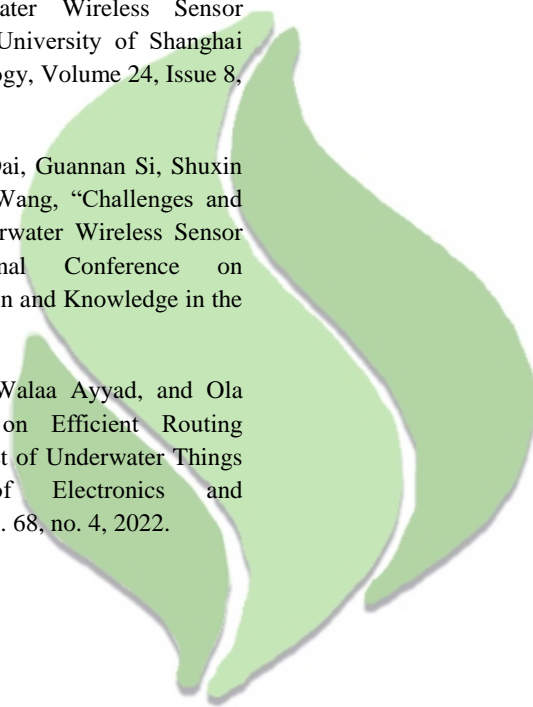 ater Wireless Sensor
University of Shanghai
ogy, Volume 24, Issue 8,
Dai, Guannan Si, Shuxin
Wang, “Challenges and
rwater Wireless Sensor
nal Conference on
n and Knowledge in the
Walaa Ayyad, and Ola
on Efficient Routing
t of Underwater Things
of Electronics and
. 68, no. 4, 2022.